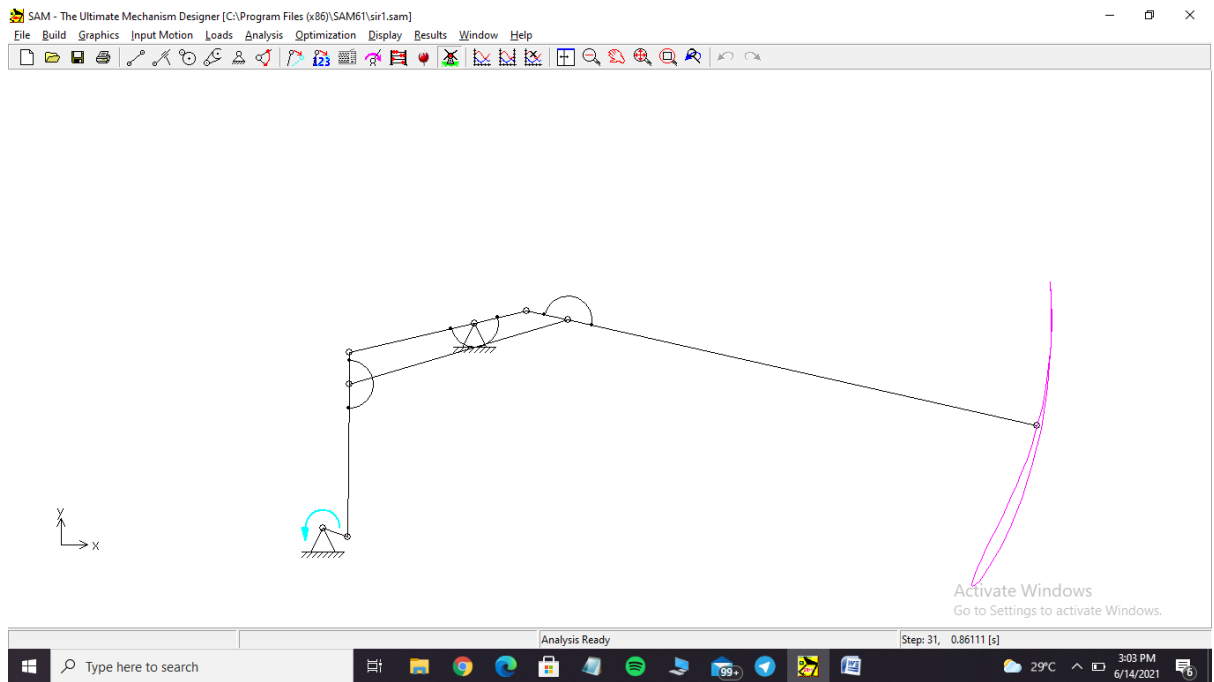 SAM - The Ultimate Mechanism Designer [C:\Program Files (x86)\SAM61\sir1.sam]
File Build Graphics Input Motion Loads Analysis Optimization Display Results Window Help
123
y
x
Activate Windows
Go to Settings to activate Windows.
Analysis Ready
Step: 31, 0.86111 [s]
Type here to search
99+
29°C
3:03 PM
6/14/2021
6